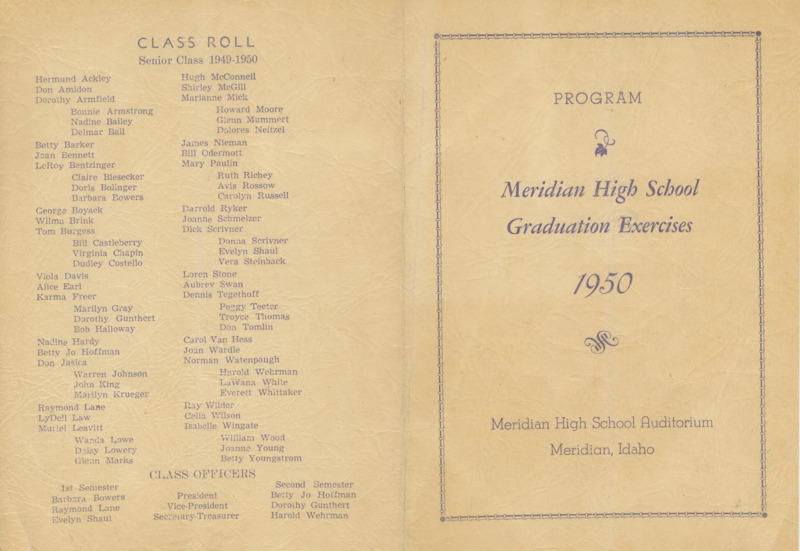 CLASS ROLL
Senior Class 1949-1950
Hermund Ackley
Don Amidon
Dorothy Armfield
Bonnie Armstrong
Nadine Bailey
Delmar Ball
Betty Barker
Joan Bennett
LeRoy Bentzinger
Claire Biesecker
Doris Bolinger
Barbara Bowers
George Boyack
Wilma Brink
Tom Burgess
Bill Castleberry
Virginia Chapin
Dudley Costello
Viola Davis
Alice Earl
Karma Freer
Marilyn Gray
Dorothy Gunthert
Bob Halloway
Nadine Hardy
Betty Jo Hoffman
Don Jasica
Warren Johnson
John King
Marilyn Krueger
Raymond Lane
LyDell Law
Muriel Leavitt
Wanda Lowe
Daisy Lowery
Glenn Marks
Hugh McConnell
Shirley McGill
Marianne Mick
Howard Moore
Glenn Mummert
Dolores Neitzel
James Nieman
Bill Odermott
Mary Paulin
Ruth Richey
Avis Rossow
Carolyn Russell
Darrold Ryker
Joanne Schmelzer
Dick Scrivner
Donna Scrivner
Evelyn Shaul
Vera Steinback
Loren Stone
Aubrey Swan
Dennis Tegethoff
Peggy Teeter
Troyce Thomas
Don Tomlin
Carol Van Hess
Joan Wardle
Norman Watenpaugh
Harold Wehrman
LaWana White
Everett Whittaker
Ray Wilder
Celia Wilson
Isabelle Wingate
William Wood
Joanne Young
Betty Youngstrom
CLASS OFFICERS
1st Semester Second Semester
Barbara Bowers President Betty Jo Hoffman
Raymond Lane Vice-President Dorothy Gunthert
Evelyn Shaul Secretary-Treasurer Harold Wehrman
PROGRAM
Meridian High School
Graduation Exercises
1950
Meridian High School Auditorium
Meridian, Idaho